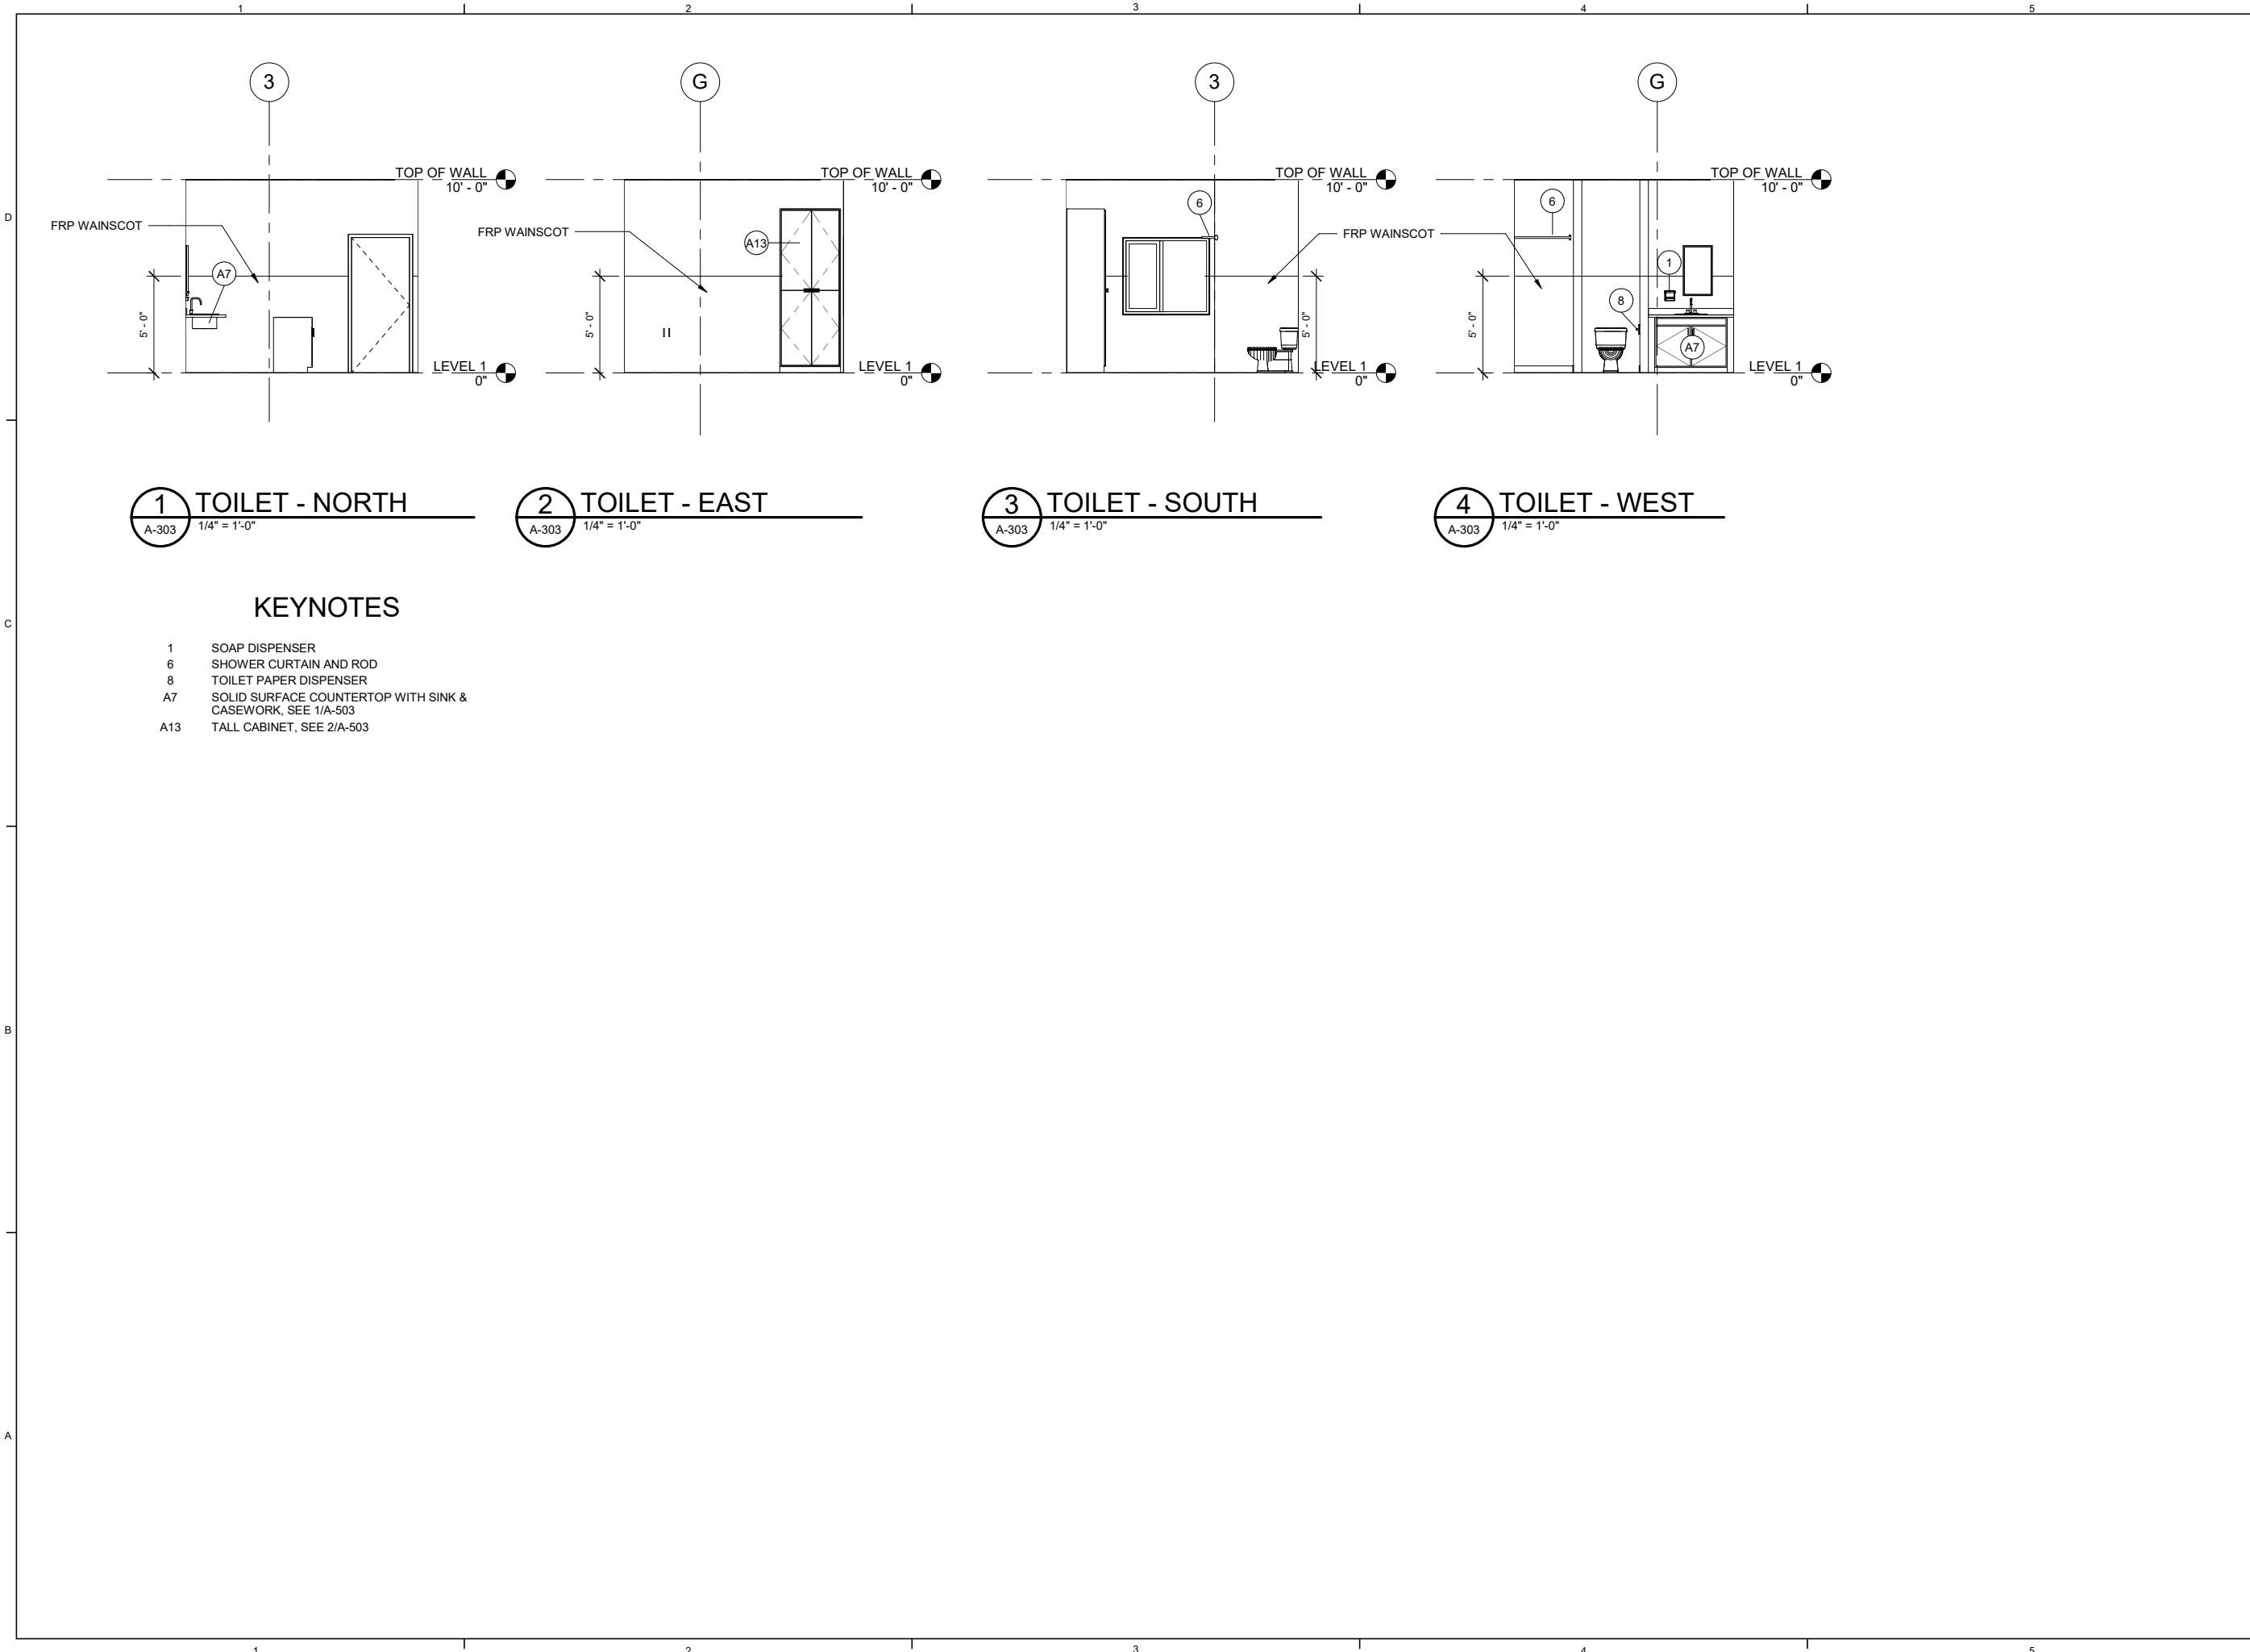 1 2 3 4 5
3 G 3 G
TOP OF WALL
10' - 0"
TOP OF WALL
10' - 0"
TOP OF WALL
10' - 0"
TOP OF WALL
10' - 0"
D
FRP WAINSCOT
FRP WAINSCOT
FRP WAINSCOT
A7
A13
6
6
1
8
A7
5' - 0"
5' - 0"
5' - 0"
5' - 0"
LEVEL 1
0"
LEVEL 1
0"
LEVEL 1
0"
LEVEL 1
0"
1
A-303
TOILET - NORTH
1/4" = 1'-0"
2
A-303
TOILET - EAST
1/4" = 1'-0"
3
A-303
TOILET - SOUTH
1/4" = 1'-0"
4
A-303
TOILET - WEST
1/4" = 1'-0"
KEYNOTES
C
1 SOAP DISPENSER
6 SHOWER CURTAIN AND ROD
8 TOILET PAPER DISPENSER
A7 SOLID SURFACE COUNTERTOP WITH SINK &
CASEWORK, SEE 1/A-503
A13 TALL CABINET, SEE 2/A-503
B
A
1 2 3 4 5